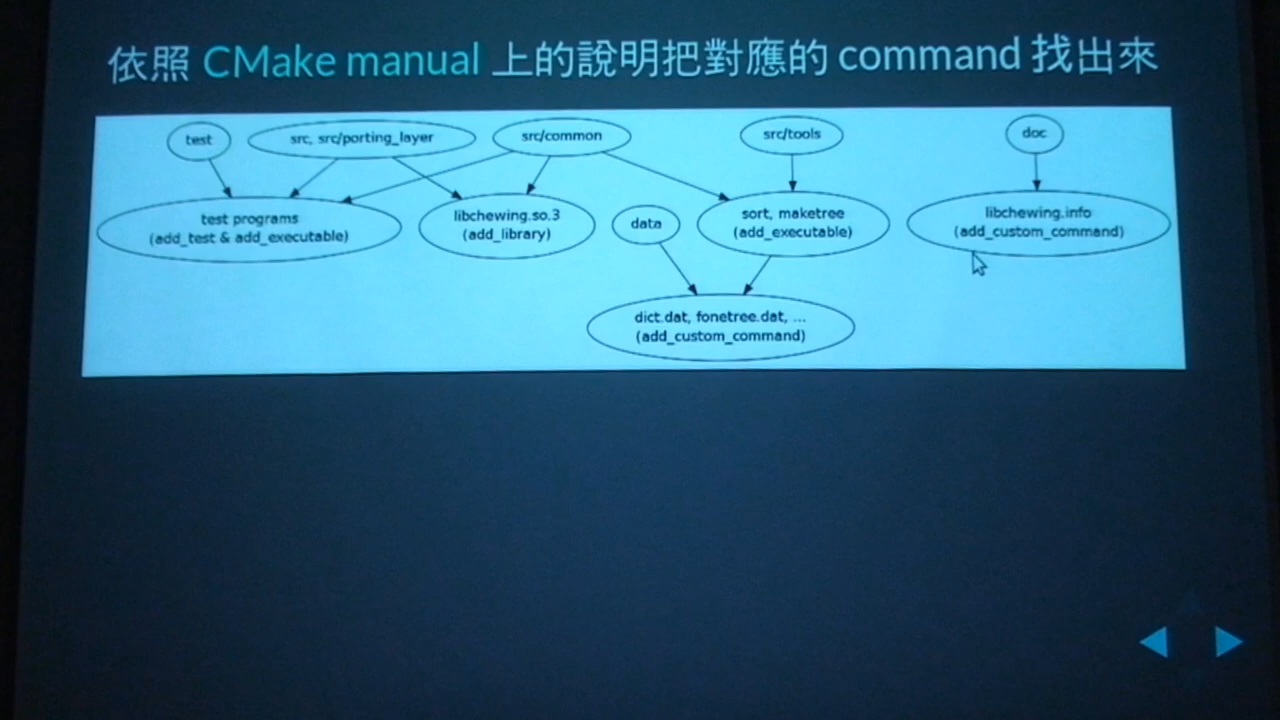 依照 CMake manual 上的說明把對應的 command 找出來
test
src, src/porting_layer
src/common
src/tools
doc
test programs
(add_test & add_executable)
libchewing.so.3
(add_library)
data
sort, maketree
(add_executable)
libchewing.info
(add_custom_command)
dict.dat, fonetree.dat, ...
(add_custom_command)